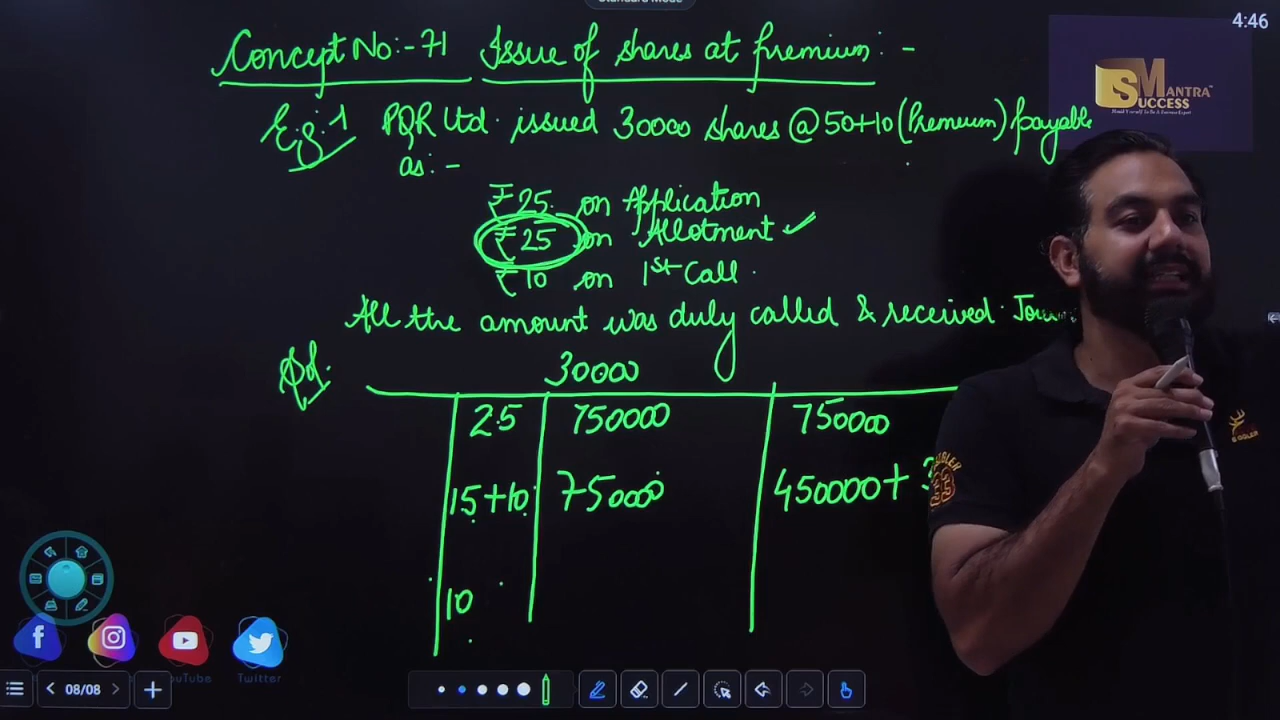 4:46
Concept No:-71 Issue of shares at premium:-
MANTRA
SUCCESS
Eg:-1 PQR Ltd. issued 30000 shares @ 50+10 (Premium) payable
as:-
₹ 25 on Application
₹ 25 on Allotment ✓
₹ 10 on 1st Call.
All the amount was duly called & received.
Sol.
30000
25 750000 750000
15+10 750000 450000+
10
08/08
YouTube
Twitter